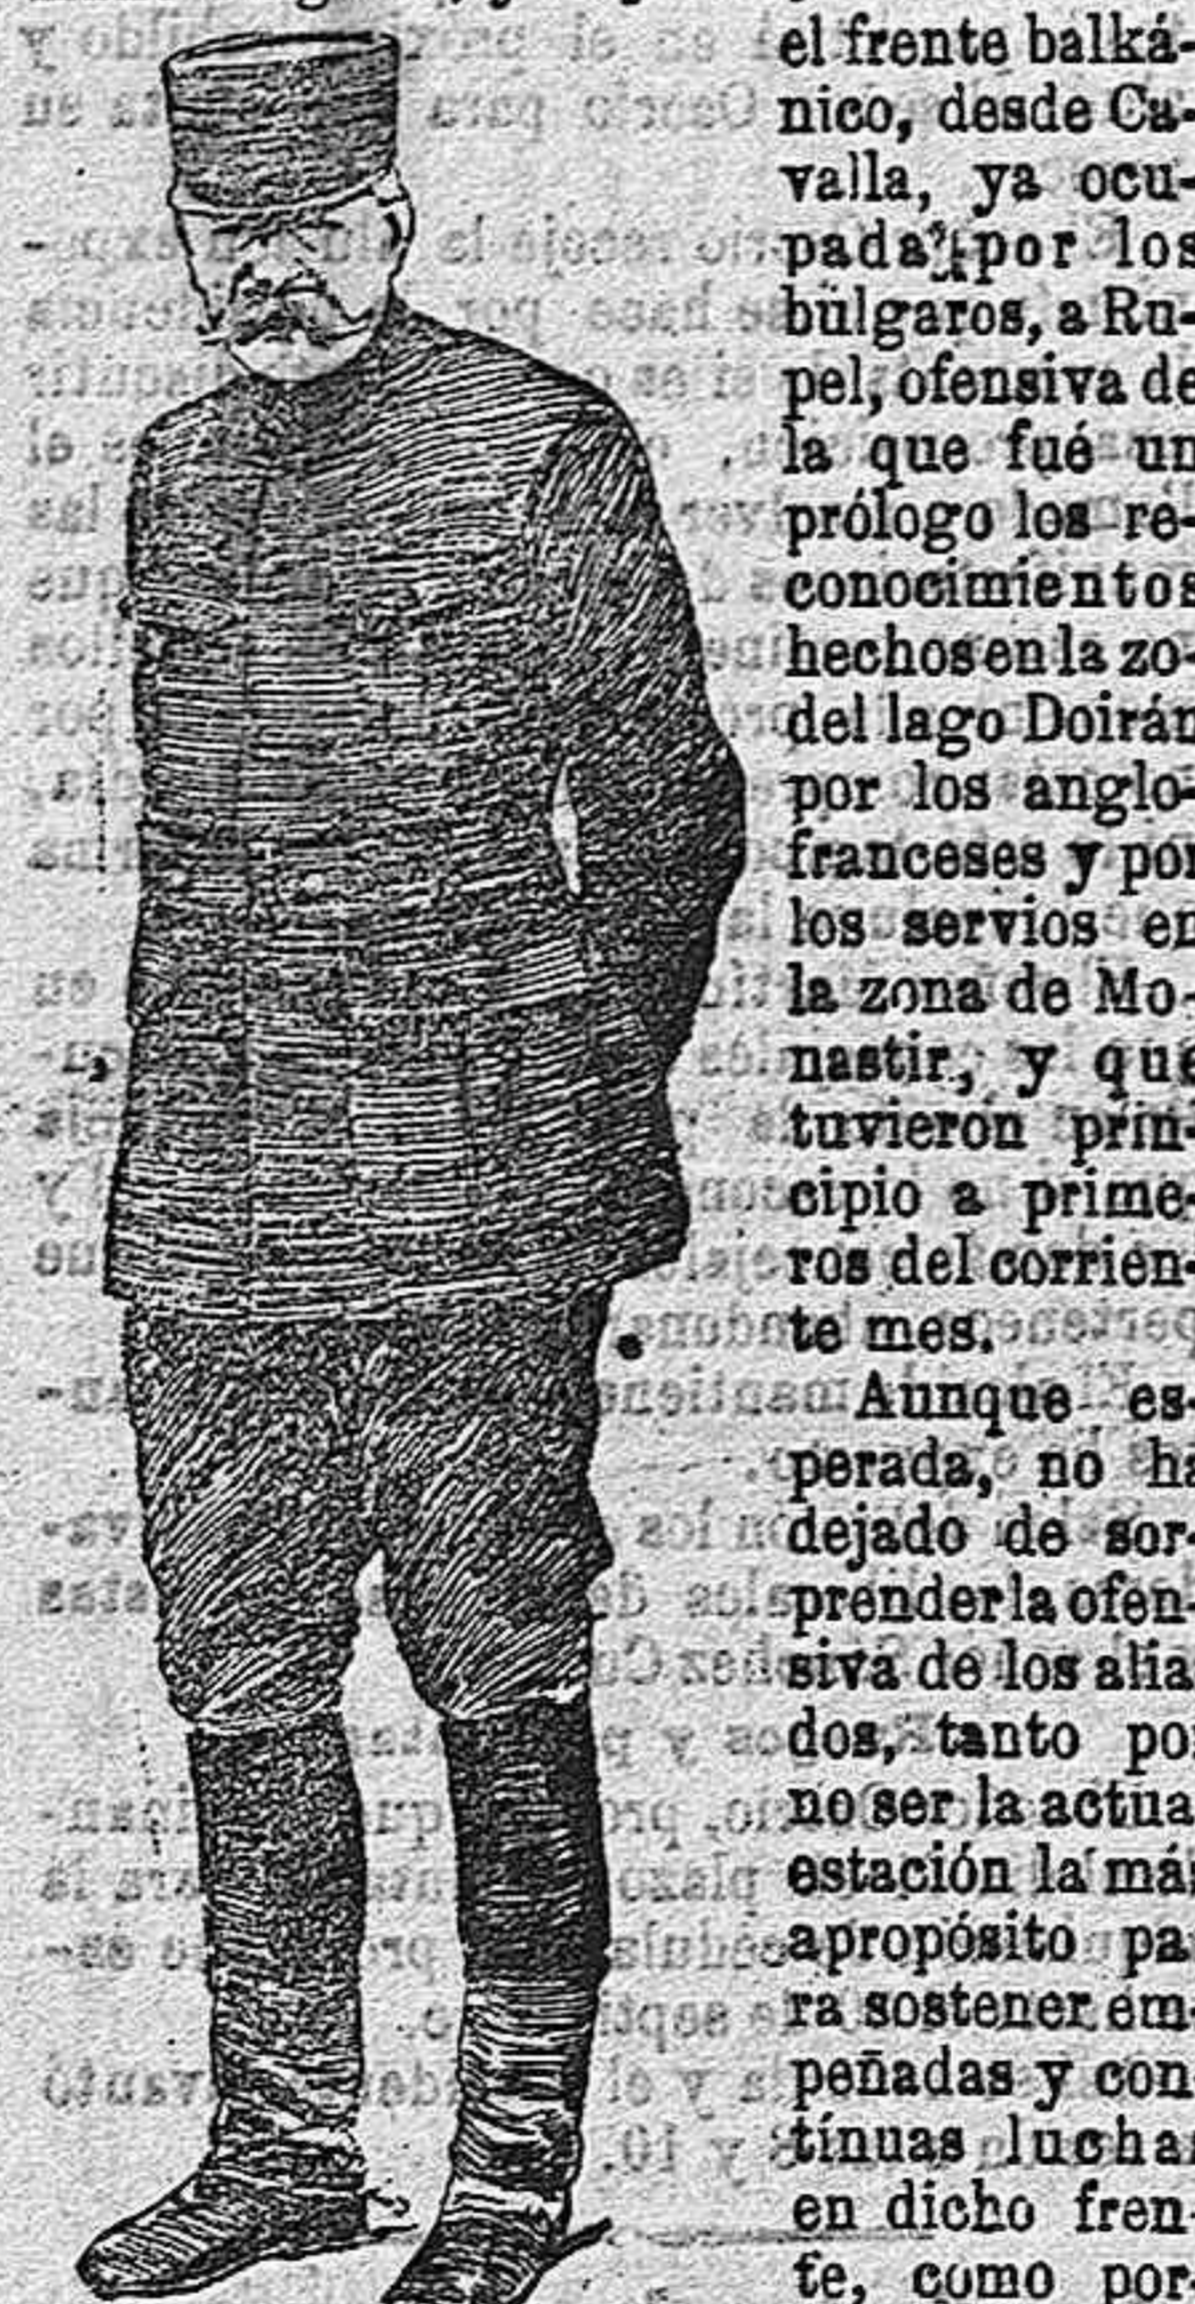 el frente balká-
nico, desde Ca-
valla, ya ocu-
pada por los
búlgaros, a Ru-
pel, ofensiva de
la que fué un
prólogo los re-
conocimientos
hechos en la zo-
del lago Doirán
por los anglo-
franceses y por
los servios en
la zona de Mo-
nastir, y que
tuvieron prin-
cipio a prime-
ros del corrien-
te mes.
Aunque es-
perada, no ha
dejado de sor-
prender la ofen-
siva de los alia
dos, tanto por
no ser la actua
estación la má
apropósito pa
ra sostener em-
peñadas y con-
tínuas luchas
en dicho fren-
te, como por-